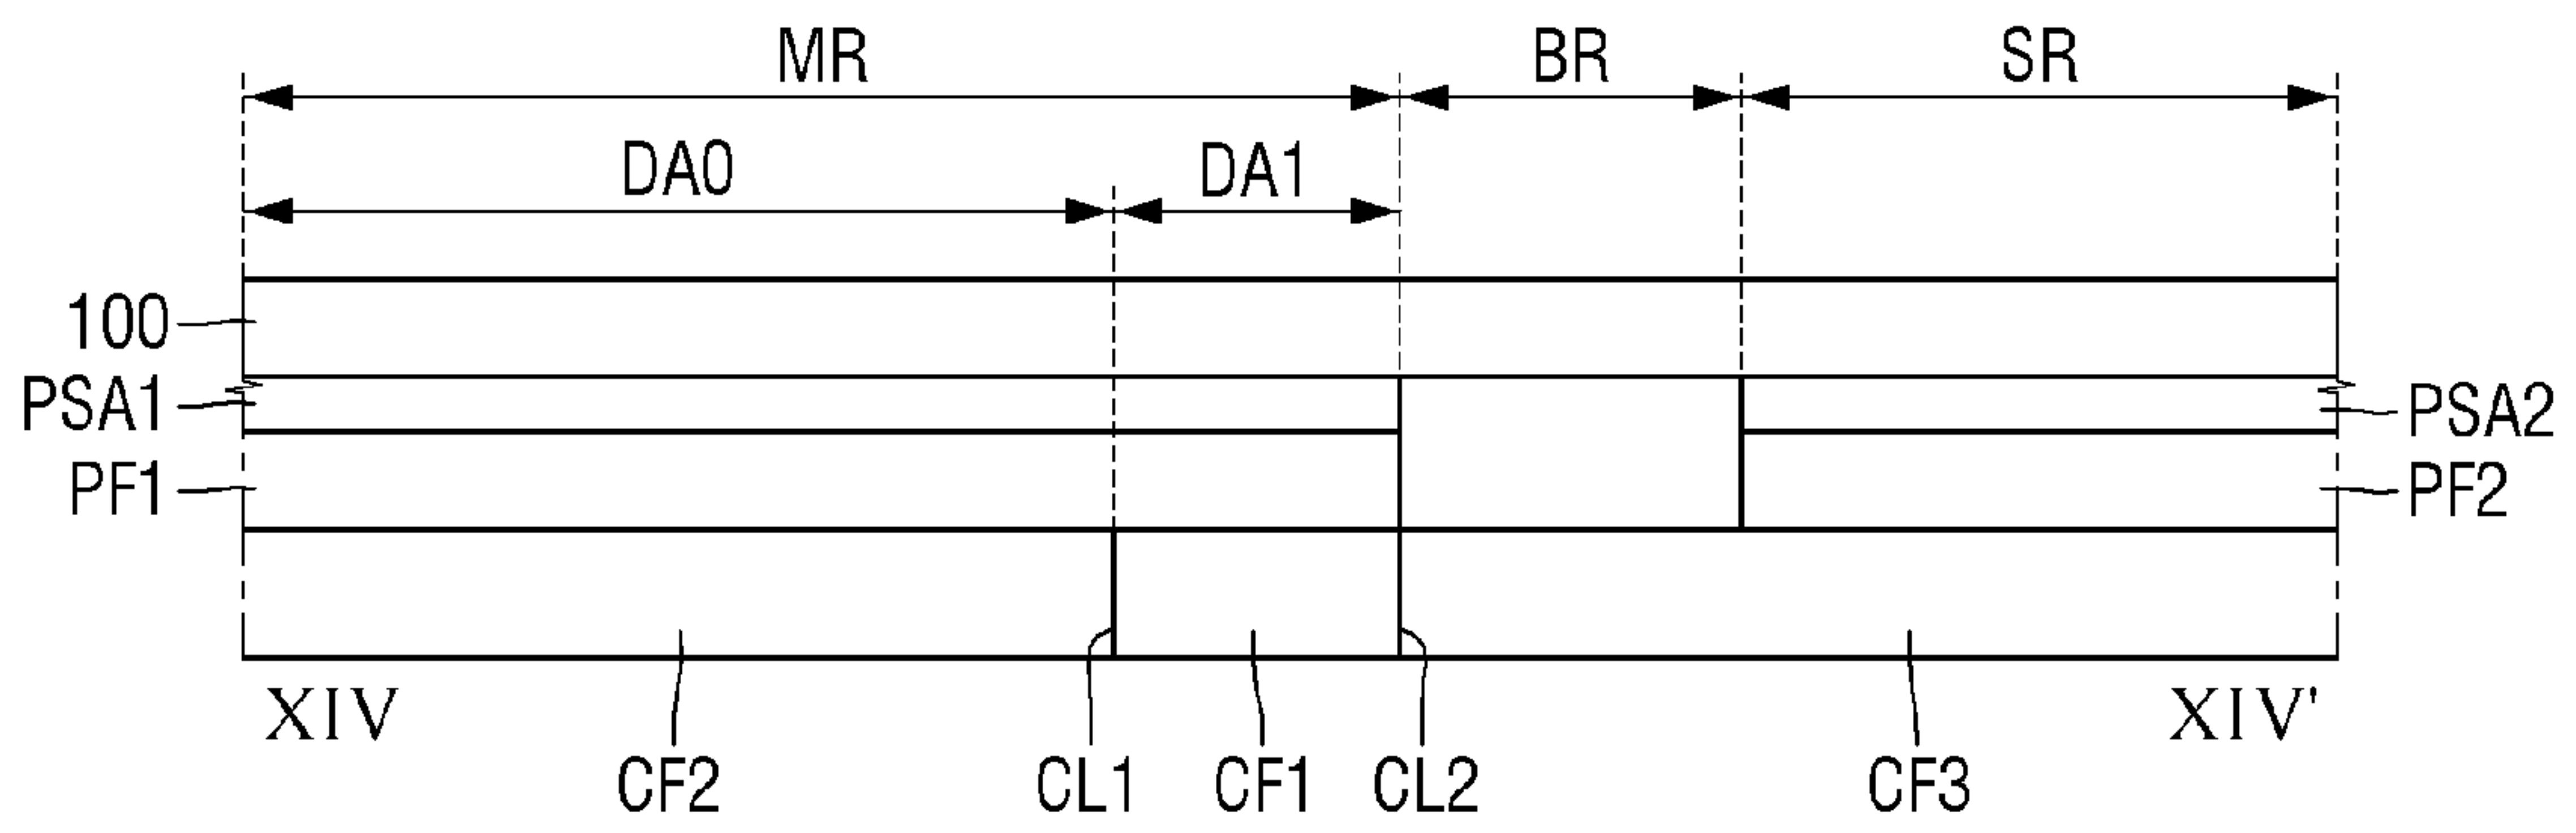 MR BR SR
DA0 DA1
100
PSA1 PSA2
PF1 PF2
XIV XIV'
CF2 CL1 CF1 CL2 CF3